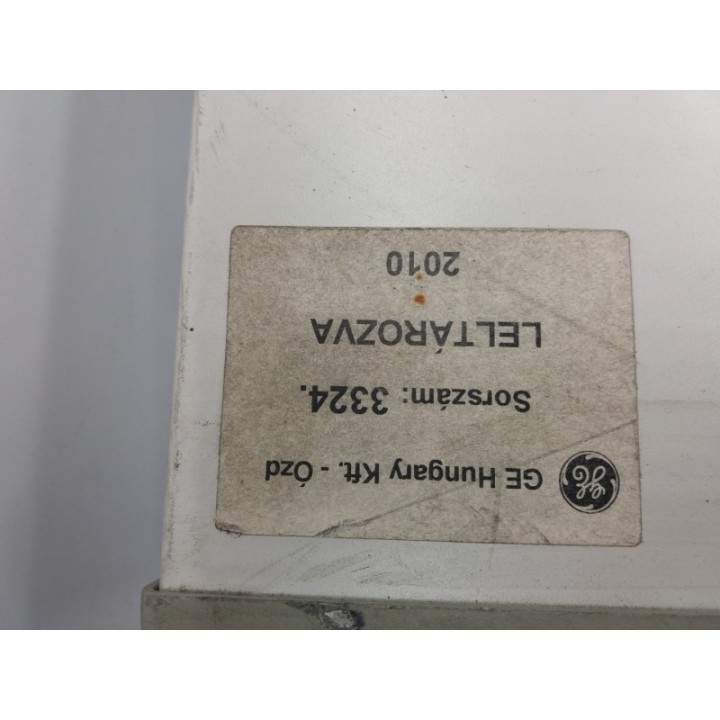 GE Hungary Kft. - Ózd
Sorszám: 3324.
LELTÁROZVA
2010